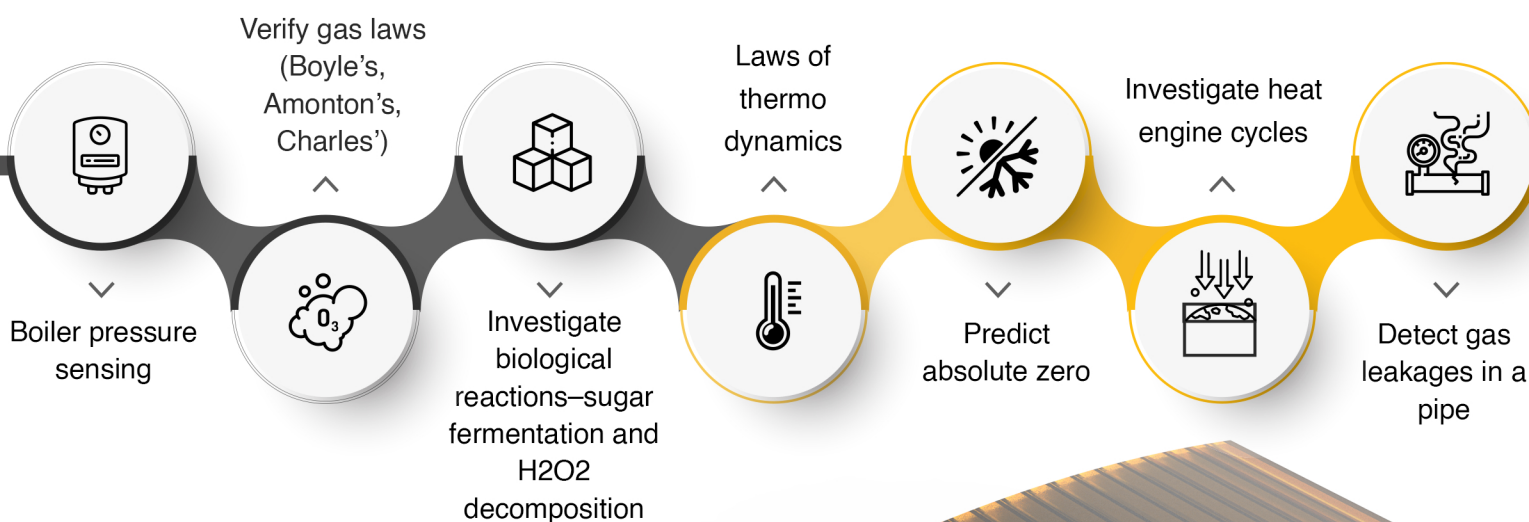 Boiler pressure
sensing
Verify gas laws
(Boyle’s,
Amonton’s,
Charles’)
O3
Investigate
biological
reactions–sugar
fermentation and
H2O2
decomposition
Laws of
thermo
dynamics
Predict
absolute zero
Investigate heat
engine cycles
Detect gas
leakages in a
pipe